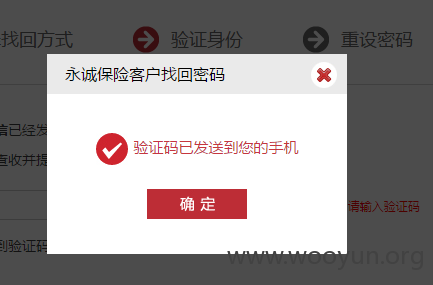 找回方式 验证身份 重设密码
永诚保险客户找回密码
信已经发
验证码已发送到您的手机
查收并提
确 定
请输入验证码
到验证码
www.wooyun.org